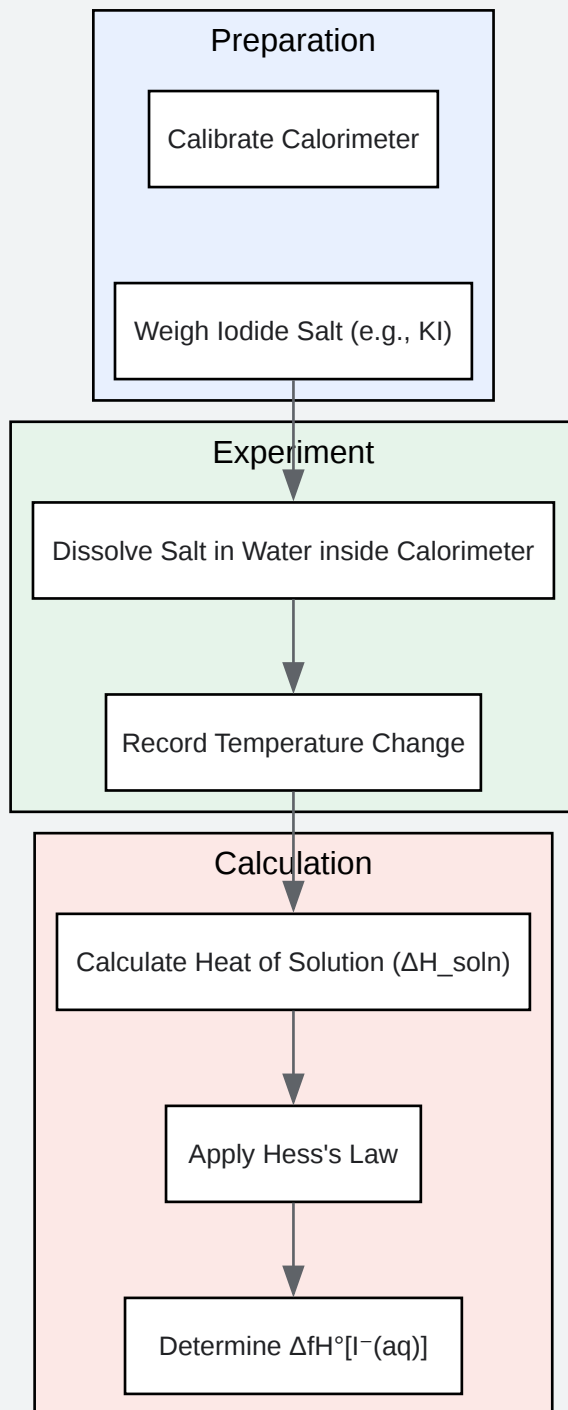 Preparation
Calibrate Calorimeter
Weigh Iodide Salt (e.g., KI)
Experiment
Dissolve Salt in Water inside Calorimeter
Record Temperature Change
Calculation
Calculate Heat of Solution (ΔH_soln)
Apply Hess's Law
Determine ΔfH°[I⁻(aq)]